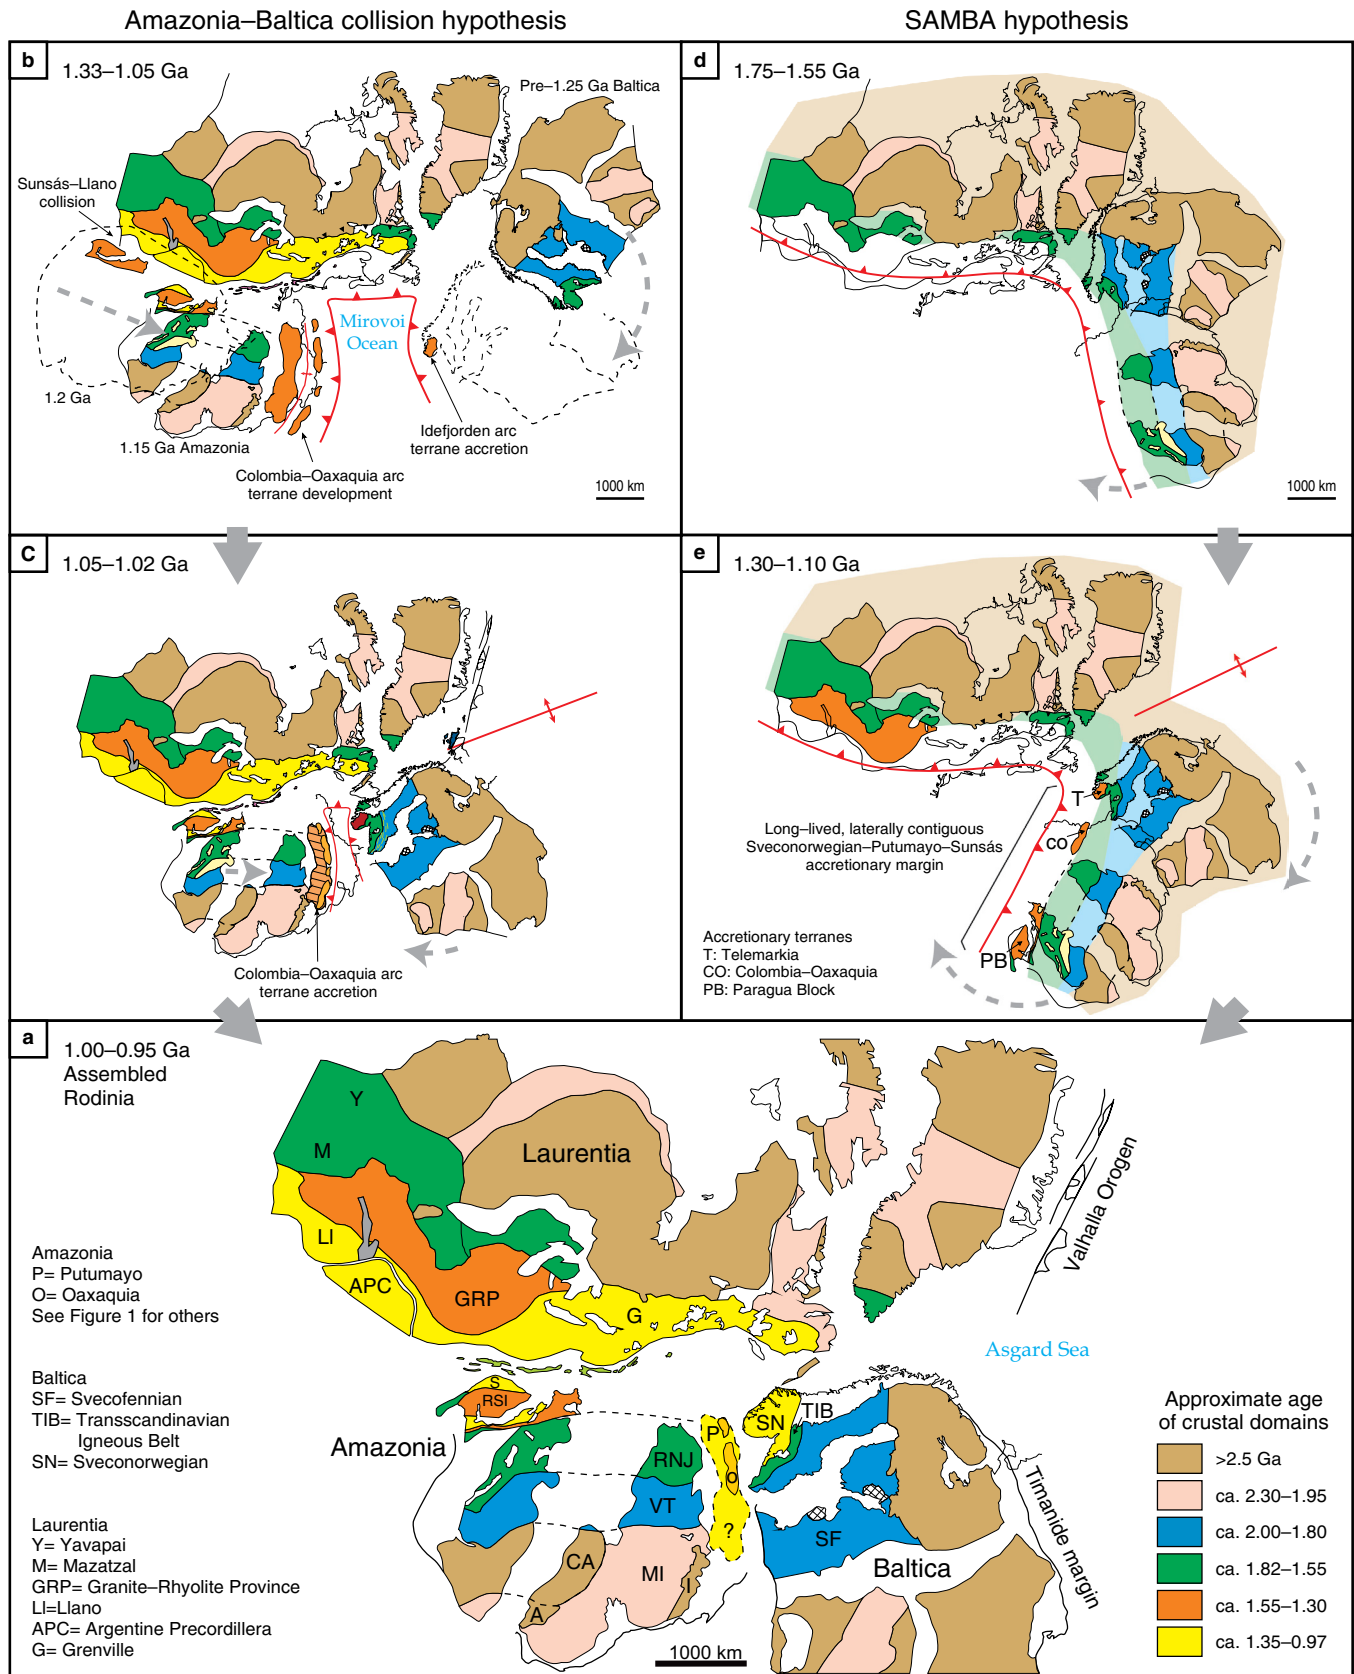 Amazonia–Baltica collision hypothesis
SAMBA hypothesis
b
1.33–1.05 Ga
Pre–1.25 Ga Baltica
Sunsás–Llano
collision
Mirovoi
Ocean
1.2 Ga
1.15 Ga Amazonia
Idefjorden arc
terrane accretion
Colombia–Oaxaquia arc
terrane development
1000 km
d
1.75–1.55 Ga
1000 km
C
1.05–1.02 Ga
Colombia–Oaxaquia arc
terrane accretion
e
1.30–1.10 Ga
T
Long–lived, laterally contiguous
Sveconorwegian–Putumayo–Sunsás
accretionary margin
CO
Accretionary terranes
T: Telemarkia
CO: Colombia–Oaxaquia
PB: Paragua Block
PB
a
1.00–0.95 Ga
Assembled
Rodinia
Y
M
Laurentia
LI
APC
GRP
G
Valhalla Orogen
Asgard Sea
Amazonia
P= Putumayo
O= Oaxaquia
See Figure 1 for others
Baltica
SF= Svecofennian
TIB= Transscandinavian
Igneous Belt
SN= Sveconorwegian
Laurentia
Y= Yavapai
M= Mazatzal
GRP= Granite–Rhyolite Province
LI=Llano
APC= Argentine Precordillera
G= Grenville
S
RSI
Amazonia
RNJ
VT
CA
MI
A
I
P
O
?
SN
TIB
SF
Baltica
Timanide margin
1000 km
Approximate age
of crustal domains
>2.5 Ga
ca. 2.30–1.95
ca. 2.00–1.80
ca. 1.82–1.55
ca. 1.55–1.30
ca. 1.35–0.97